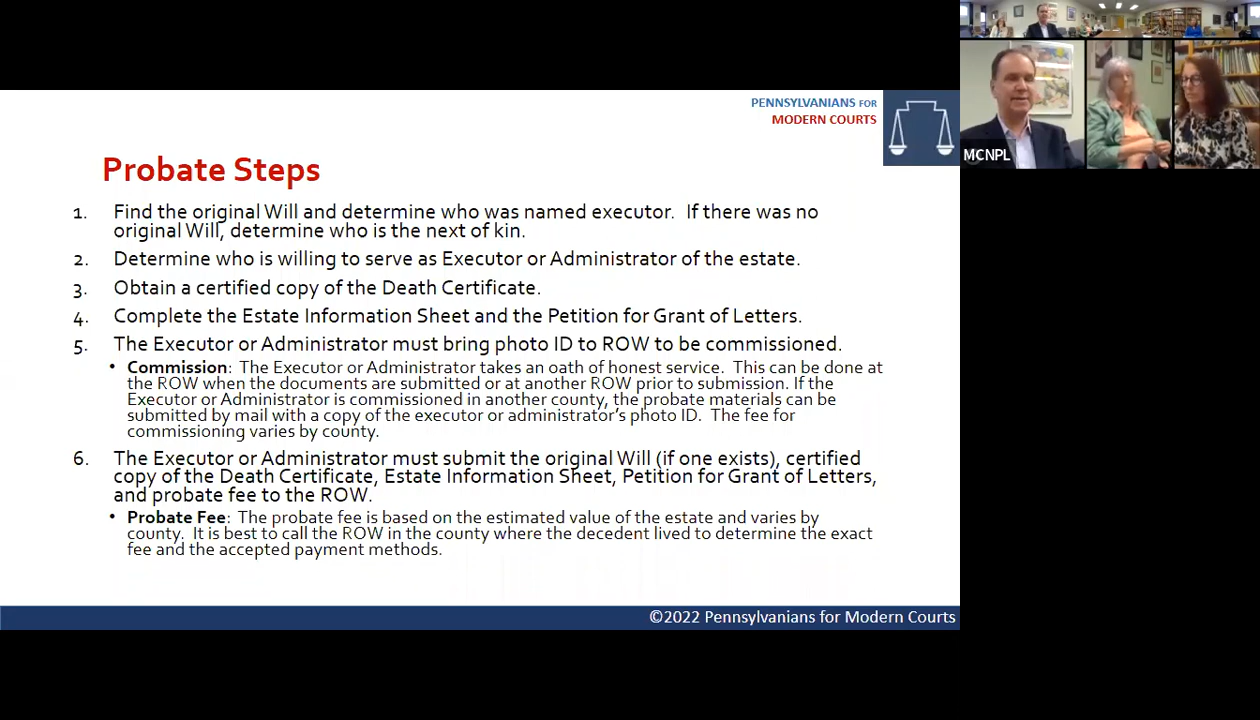 PENNSYLVANIANS FOR
MODERN COURTS
Probate Steps
1. Find the original Will and determine who was named executor. If there was no
original Will, determine who is the next of kin.
2. Determine who is willing to serve as Executor or Administrator of the estate.
3. Obtain a certified copy of the Death Certificate.
4. Complete the Estate Information Sheet and the Petition for Grant of Letters.
5. The Executor or Administrator must bring photo ID to ROW to be commissioned.
• Commission: The Executor or Administrator takes an oath of honest service. This can be done at
the ROW when the documents are submitted or at another ROW prior to submission. If the
Executor or Administrator is commissioned in another county, the probate materials can be
submitted by mail with a copy of the executor or administrator's photo ID. The fee for
commissioning varies by county.
6. The Executor or Administrator must submit the original Will (if one exists), certified
copy of the Death Certificate, Estate Information Sheet, Petition for Grant of Letters,
and probate fee to the ROW.
• Probate Fee: The probate fee is based on the estimated value of the estate and varies by
county. It is best to call the ROW in the county where the decedent lived to determine the exact
fee and the accepted payment methods.
©2022 Pennsylvanians for Modern Courts
MCNPL